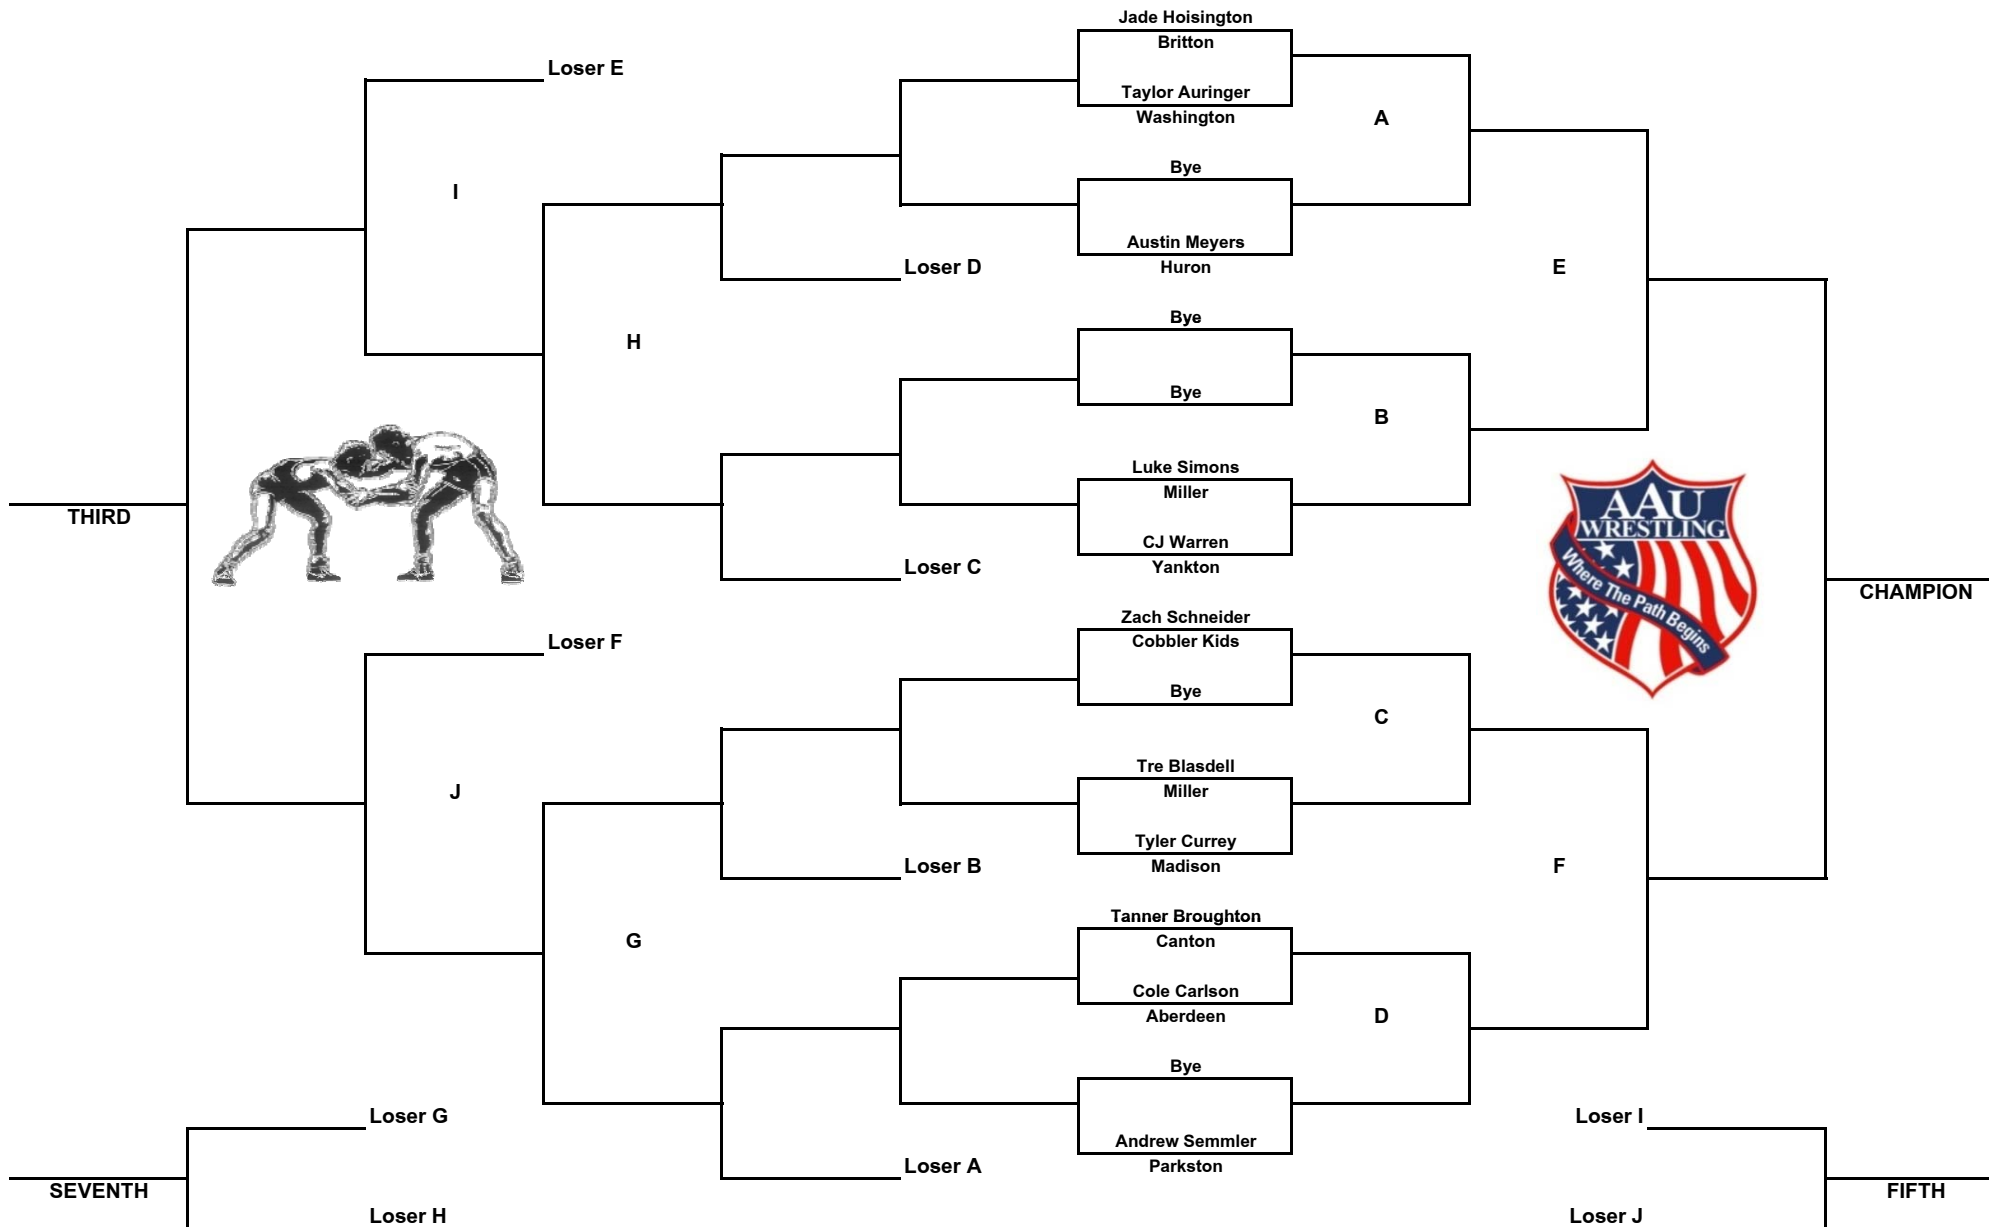 Jade Hoisington
Britton
Loser E
Taylor Auringer
Washington
A
Bye
I
Austin Meyers
Huron
Loser D
E
Bye
H
Bye
B
Luke Simons
Miller
THIRD
CJ Warren
Yankton
Loser C
AAU
WRESTLING
Where The Path Begins
CHAMPION
Zach Schneider
Cobbler Kids
Loser F
Bye
C
Tre Blasdell
Miller
J
Tyler Currey
Madison
Loser B
F
Tanner Broughton
Canton
G
Cole Carlson
Aberdeen
D
Bye
Loser G
Loser I
Andrew Semmler
Parkston
Loser A
SEVENTH
FIFTH
Loser H
Loser J